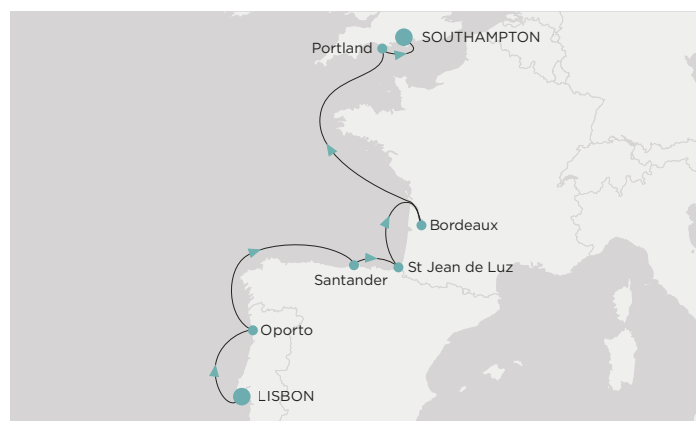 SOUTHAMPTON
Portland
Bordeaux
St Jean de Luz
Santander
Oporto
LISBON